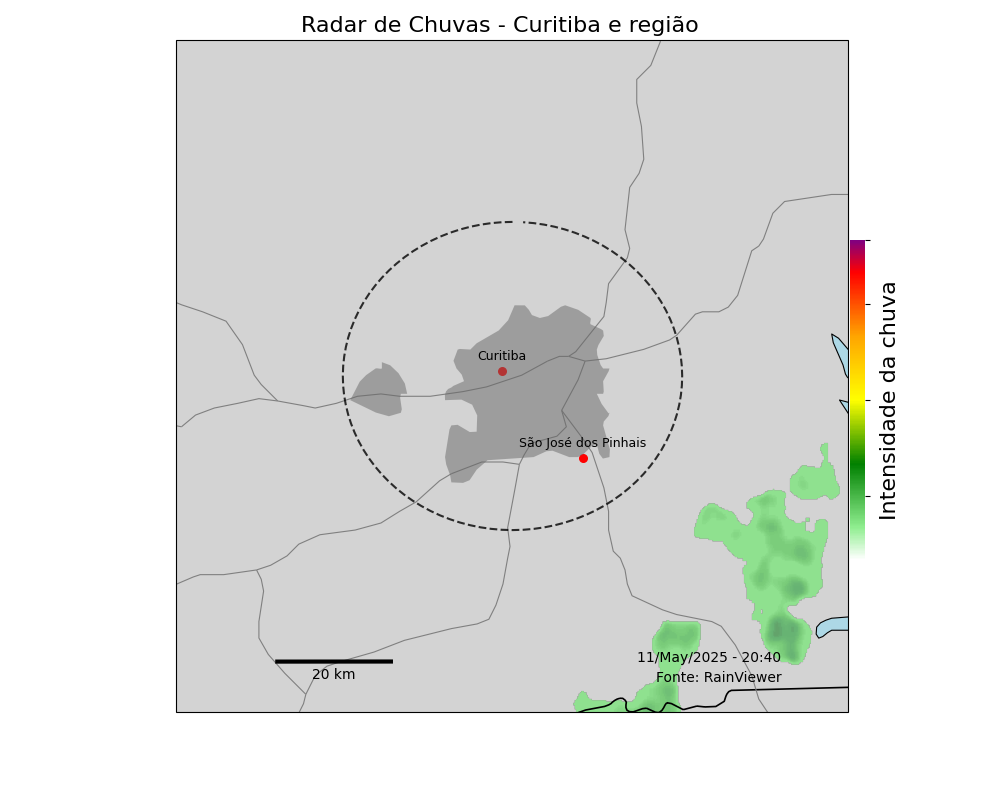 Radar de Chuvas - Curitiba e região
Curitiba
São José dos Pinhais
Intensidade da chuva
11/May/2025 - 20:40
20 km
Fonte: RainViewer